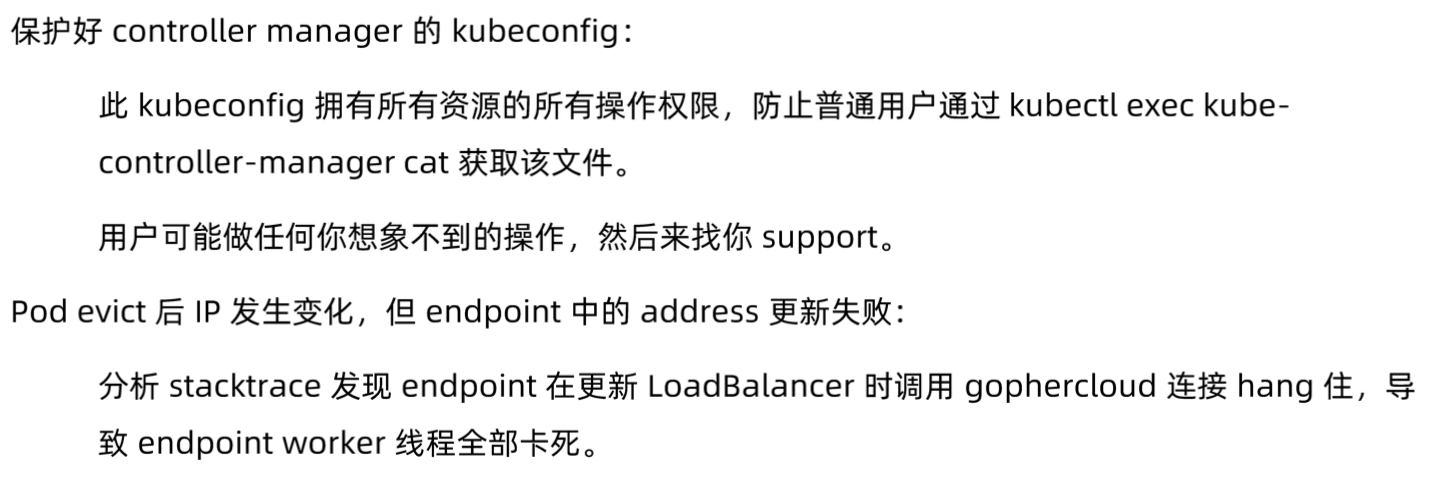 保护好 controller manager 的 kubeconfig：
此 kubeconfig 拥有所有资源的所有操作权限，防止普通用户通过 kubectl exec kube-
controller-manager cat 获取该文件。
用户可能做任何你想象不到的操作，然后来找你 support。
Pod evict 后 IP 发生变化，但 endpoint 中的 address 更新失败：
分析 stacktrace 发现 endpoint 在更新 LoadBalancer 时调用 gophercloud 连接 hang 住，导
致 endpoint worker 线程全部卡死。